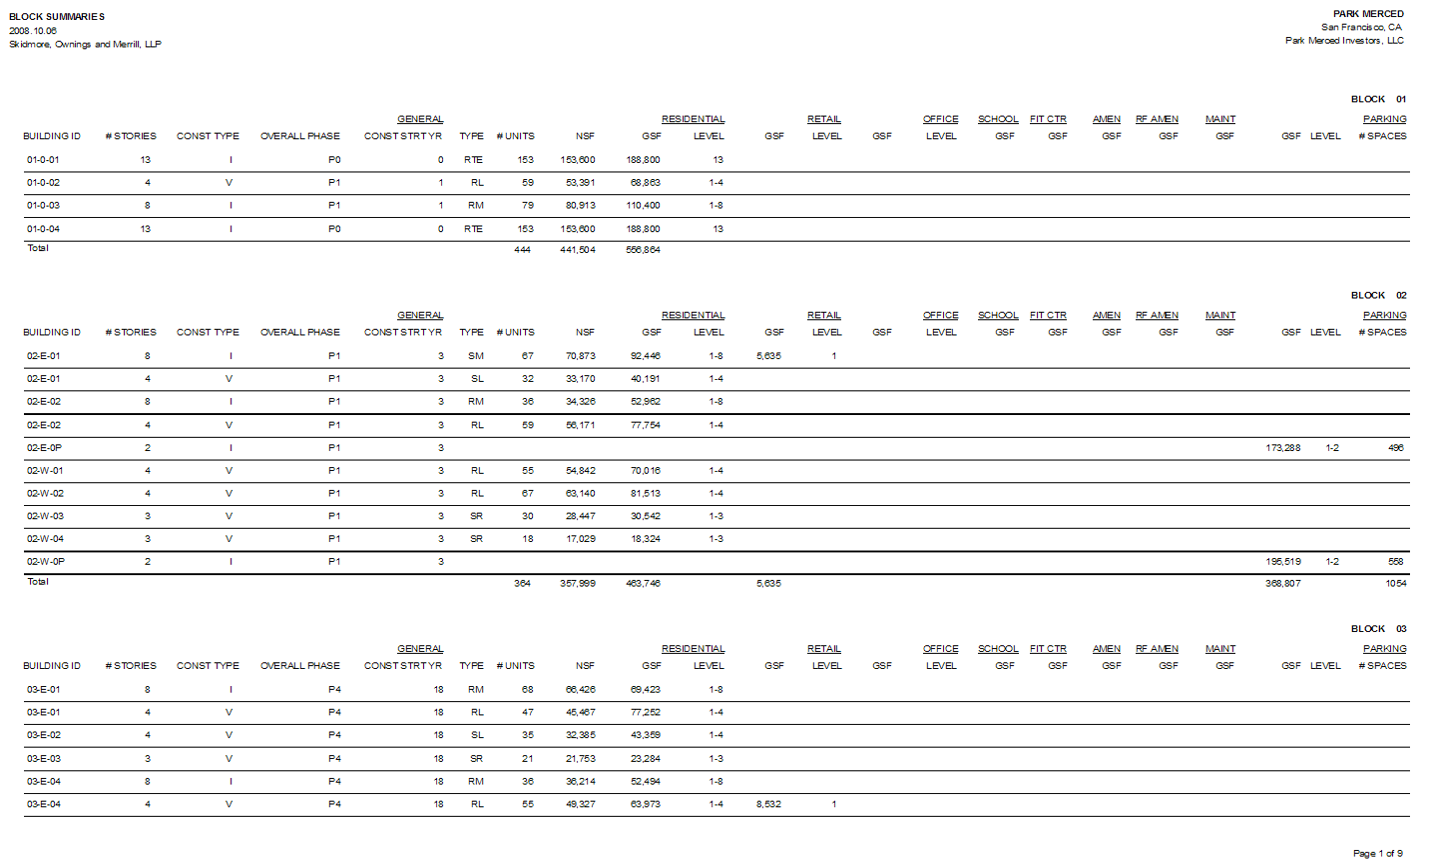 BLOCK SUMMARIES PARK MERCED
2008.10.06 San Francisco, CA
Skidmore, Ownings and Merrill, LLP Park Merced Investors, LLC
BLOCK 01
GENERAL RESIDENTIAL RETAIL OFFICE SCHOOL FIT CTR AMEN RF AMEN MAINT PARKING
BUILDING ID # STORIES CONST TYPE OVERALL PHASE CONST STRT YR TYPE # UNITS NSF GSF LEVEL GSF LEVEL GSF LEVEL GSF GSF GSF GSF GSF GSF LEVEL # SPACES
01-0-01 13 I P0 0 RTE 153 153,600 188,800 13
01-0-02 4 V P1 1 RL 59 53,391 68,863 1-4
01-0-03 8 I P1 1 RM 79 80,913 110,400 1-8
01-0-04 13 I P0 0 RTE 153 153,600 188,800 13
Total 444 441,504 556,864
BLOCK 02
GENERAL RESIDENTIAL RETAIL OFFICE SCHOOL FIT CTR AMEN RF AMEN MAINT PARKING
BUILDING ID # STORIES CONST TYPE OVERALL PHASE CONST STRT YR TYPE # UNITS NSF GSF LEVEL GSF LEVEL GSF LEVEL GSF GSF GSF GSF GSF GSF LEVEL # SPACES
02-E-01 8 I P1 3 SM 67 70,873 92,446 1-8 5,635 1
02-E-01 4 V P1 3 SL 32 33,170 40,191 1-4
02-E-02 8 I P1 3 RM 36 34,326 52,962 1-8
02-E-02 4 V P1 3 RL 59 56,171 77,754 1-4
02-E-0P 2 I P1 3 173,288 1-2 496
02-W-01 4 V P1 3 RL 55 54,842 70,016 1-4
02-W-02 4 V P1 3 RL 67 63,140 81,513 1-4
02-W-03 3 V P1 3 SR 30 28,447 30,542 1-3
02-W-04 3 V P1 3 SR 18 17,029 18,324 1-3
02-W-0P 2 I P1 3 195,519 1-2 558
Total 364 357,999 463,746 5,635 368,807 1054
BLOCK 03
GENERAL RESIDENTIAL RETAIL OFFICE SCHOOL FIT CTR AMEN RF AMEN MAINT PARKING
BUILDING ID # STORIES CONST TYPE OVERALL PHASE CONST STRT YR TYPE # UNITS NSF GSF LEVEL GSF LEVEL GSF LEVEL GSF GSF GSF GSF GSF GSF LEVEL # SPACES
03-E-01 8 I P4 18 RM 68 66,426 69,423 1-8
03-E-01 4 V P4 18 RL 47 45,467 77,252 1-4
03-E-02 4 V P4 18 SL 35 32,385 43,359 1-4
03-E-03 3 V P4 18 SR 21 21,753 23,284 1-3
03-E-04 8 I P4 18 RM 36 36,214 52,494 1-8
03-E-04 4 V P4 18 RL 55 49,327 63,973 1-4 8,532 1
Page 1 of 9